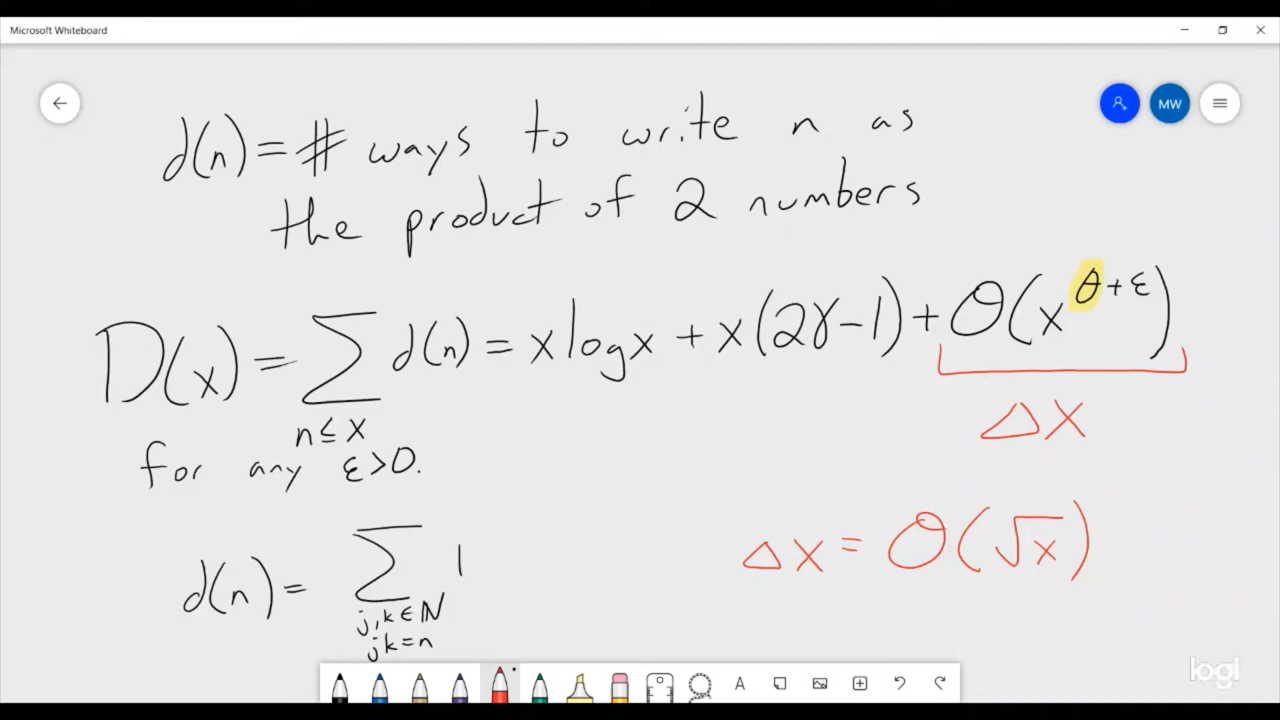 Microsoft Whiteboard
MW
d(n) = # ways to write n as
the product of 2 numbers
D(x) = ∑ d(n) = x log x + x(2γ-1) + O(x^{θ+ε})
n ≤ x
Δx
for any ε>0.
Δx = O(√x)
d(n) = ∑ 1
j,k ∈ ℕ
jk = n
A
logi